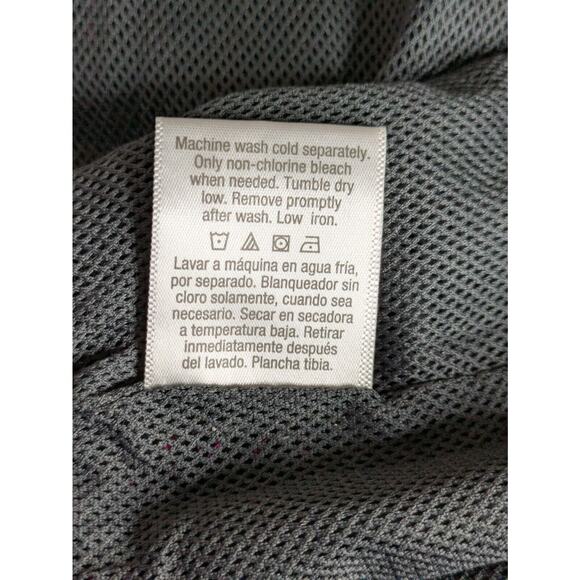 Machine wash cold separately.
Only non-chlorine bleach
when needed. Tumble dry
low. Remove promptly
after wash. Low iron.
Lavar a máquina en agua fría,
por separado. Blanqueador sin
cloro solamente, cuando sea
necesario. Secar en secadora
a temperatura baja. Retirar
inmediatamente después
del lavado. Plancha tibia.